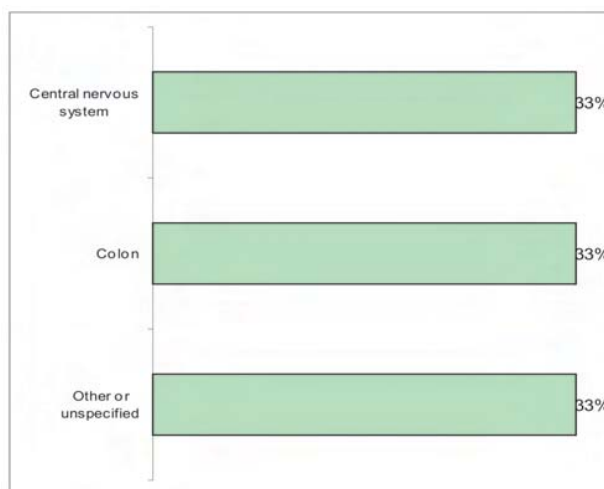 Central nervous
system
33%
Colon
33%
Other or
unspecified
33%